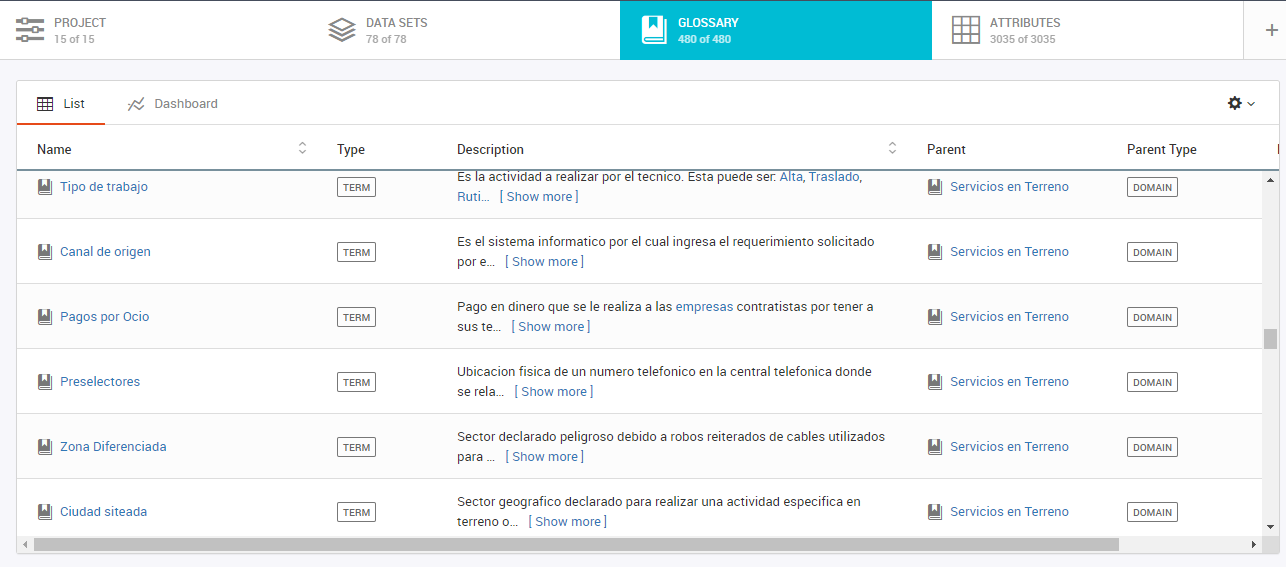 PROJECT
15 of 15
DATA SETS
78 of 78
GLOSSARY
480 of 480
ATTRIBUTES
3035 of 3035
+
List
Dashboard
Name
Type
Description
Parent
Parent Type
Tipo de trabajo
TERM
Es la actividad a realizar por el tecnico. Esta puede ser: Alta, Traslado,
Ruti... [ Show more ]
Servicios en Terreno
DOMAIN
Canal de origen
TERM
Es el sistema informatico por el cual ingresa el requerimiento solicitado
por e... [ Show more ]
Servicios en Terreno
DOMAIN
Pagos por Ocio
TERM
Pago en dinero que se le realiza a las empresas contratistas por tener a
sus te... [ Show more ]
Servicios en Terreno
DOMAIN
Preselectores
TERM
Ubicacion fisica de un numero telefonico en la central telefonica donde
se rela... [ Show more ]
Servicios en Terreno
DOMAIN
Zona Diferenciada
TERM
Sector declarado peligroso debido a robos reiterados de cables utilizados
para ... [ Show more ]
Servicios en Terreno
DOMAIN
Ciudad siteada
TERM
Sector geografico declarado para realizar una actividad especifica en
terreno o... [ Show more ]
Servicios en Terreno
DOMAIN